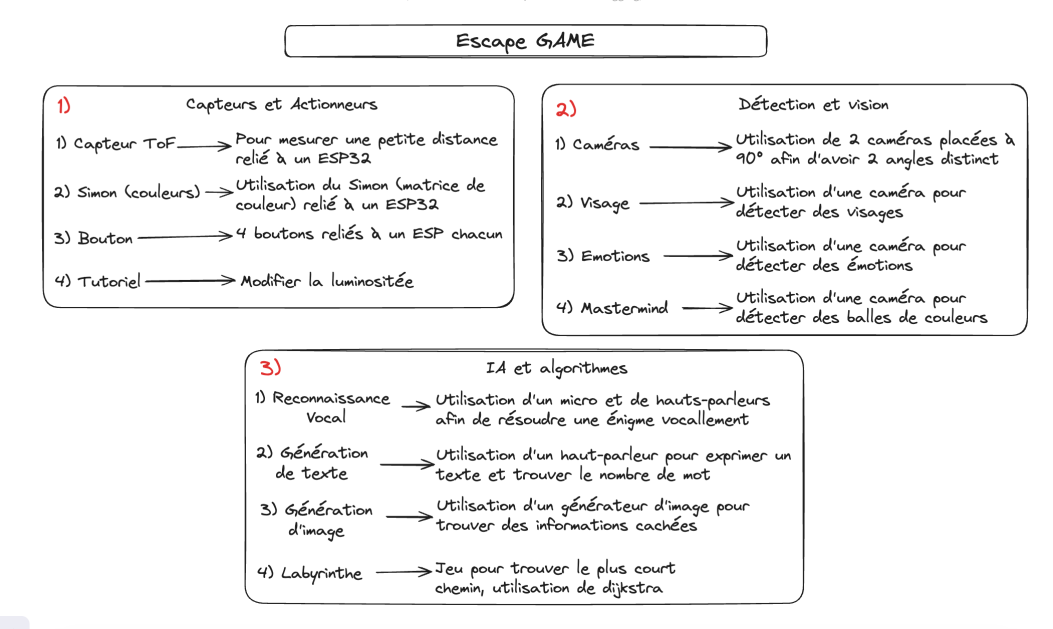 Escape GAME
1) Capteurs et Actionneurs
1) Capteur ToF Pour mesurer une petite distance
relié à un ESP32
2) Simon (couleurs) Utilisation du Simon (matrice de
couleur) relié à un ESP32
3) Bouton 4 boutons reliés à un ESP chacun
4) Tutoriel Modifier la luminositée
2) Détection et vision
1) Caméras Utilisation de 2 caméras placées à
90° afin d'avoir 2 angles distinct
2) Visage Utilisation d'une caméra pour
détecter des visages
3) Emotions Utilisation d'une caméra pour
détecter des émotions
4) Mastermind Utilisation d'une caméra pour
détecter des balles de couleurs
3) IA et algorithmes
1) Reconnaissance Utilisation d'un micro et de hauts-parleurs
Vocal afin de résoudre une énigme vocallement
2) Génération Utilisation d'un haut-parleur pour exprimer un
de texte texte et trouver le nombre de mot
3) Génération Utilisation d'un générateur d'image pour
d'image trouver des informations cachées
4) Labyrinthe Jeu pour trouver le plus court
chemin, utilisation de dijkstra